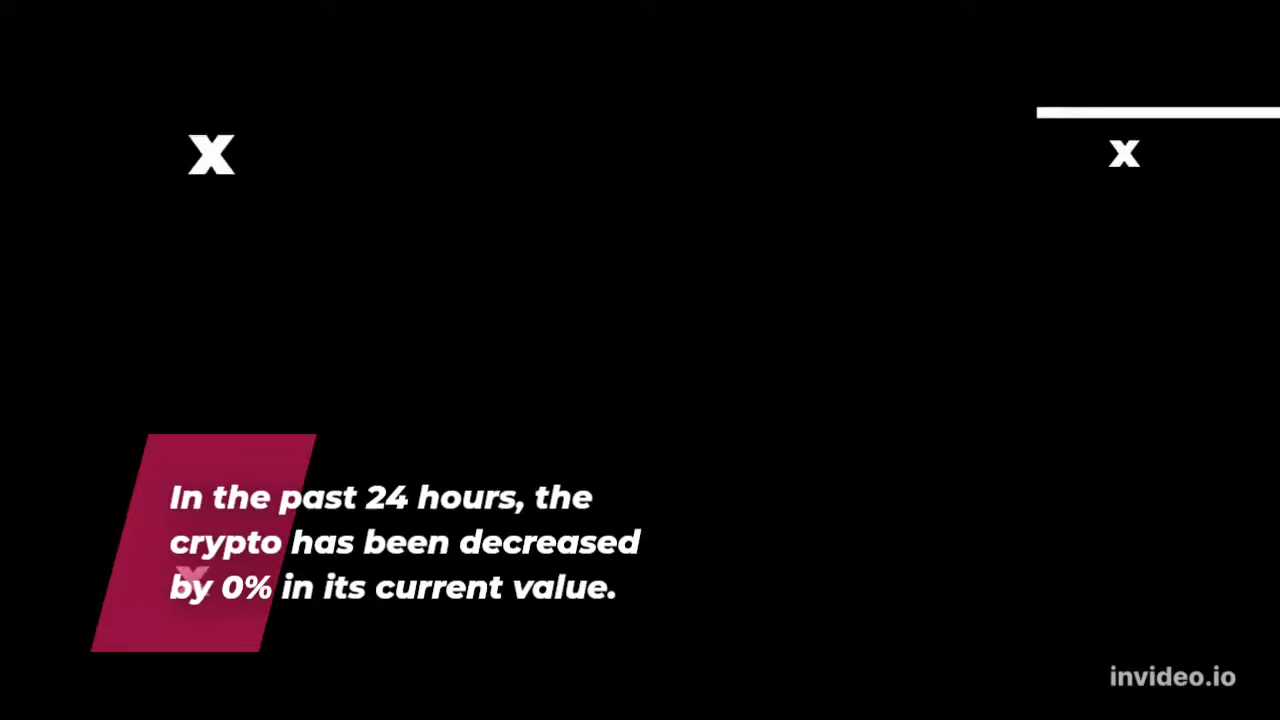 x
x
In the past 24 hours, the
crypto has been decreased
by 0% in its current value.
x
invideo.io